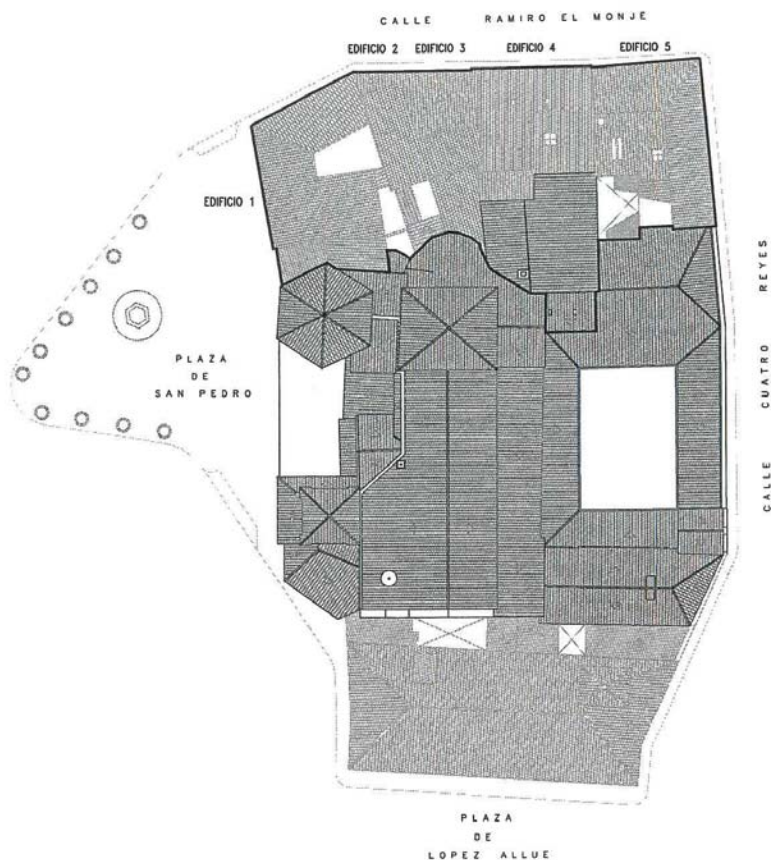 CALLE RAMIRO EL MONJE
EDIFICIO 2 EDIFICIO 3 EDIFICIO 4 EDIFICIO 5
EDIFICIO 1
PLAZA
DE
SAN PEDRO
CALLE CUATRO REYES
PLAZA
DE
LOPEZ ALLUE